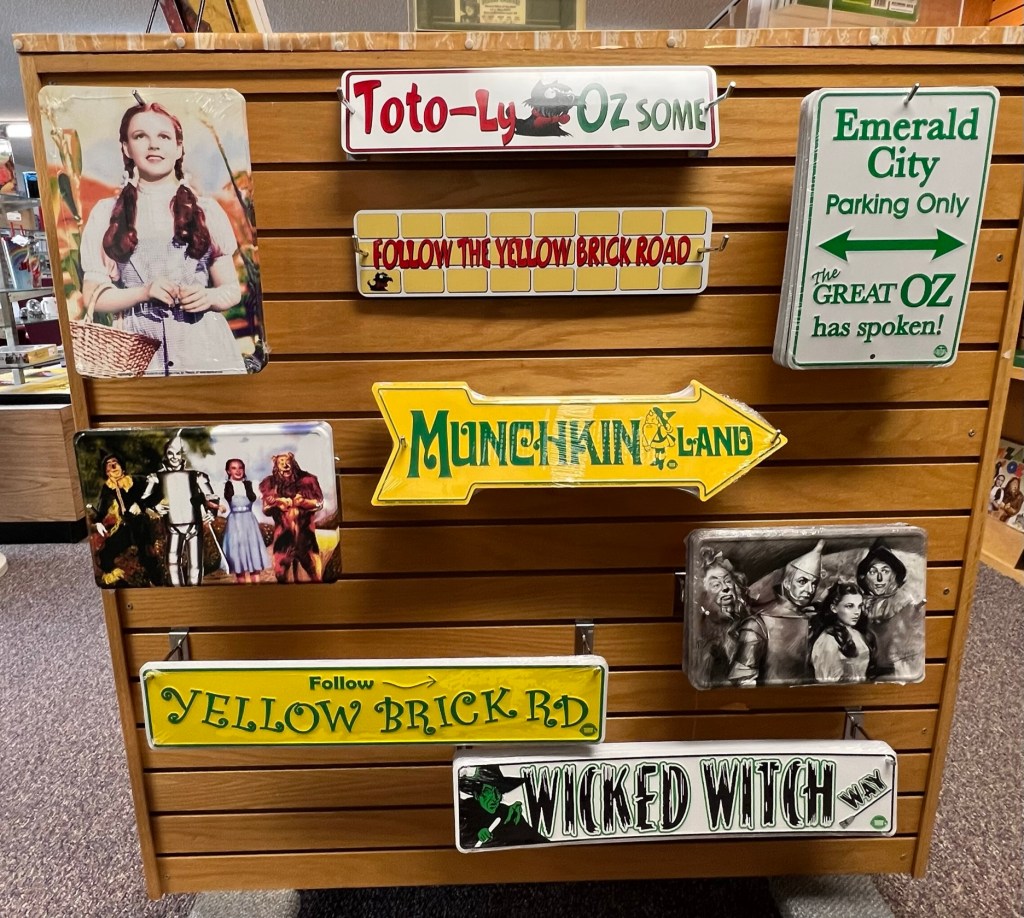 Toto-Ly Oz some
Follow the Yellow Brick Road
Emerald
City
Parking Only
The
GREAT OZ
has spoken!
Munchkin Land
Follow
Yellow Brick Rd
Wicked Witch Way